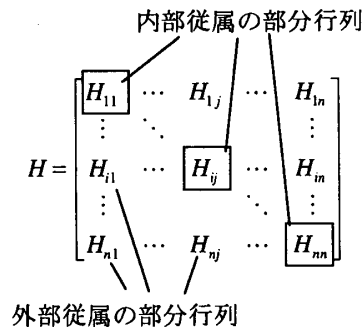 内部従属の部分行列
H11 ⋯ H1j ⋯ H1n
⋮ ⋱ ⋮
H = Hi1 ⋯ Hij ⋯ Hin
⋮ ⋱ ⋮
Hn1 ⋯ Hnj ⋯ Hnn
外部従属の部分行列